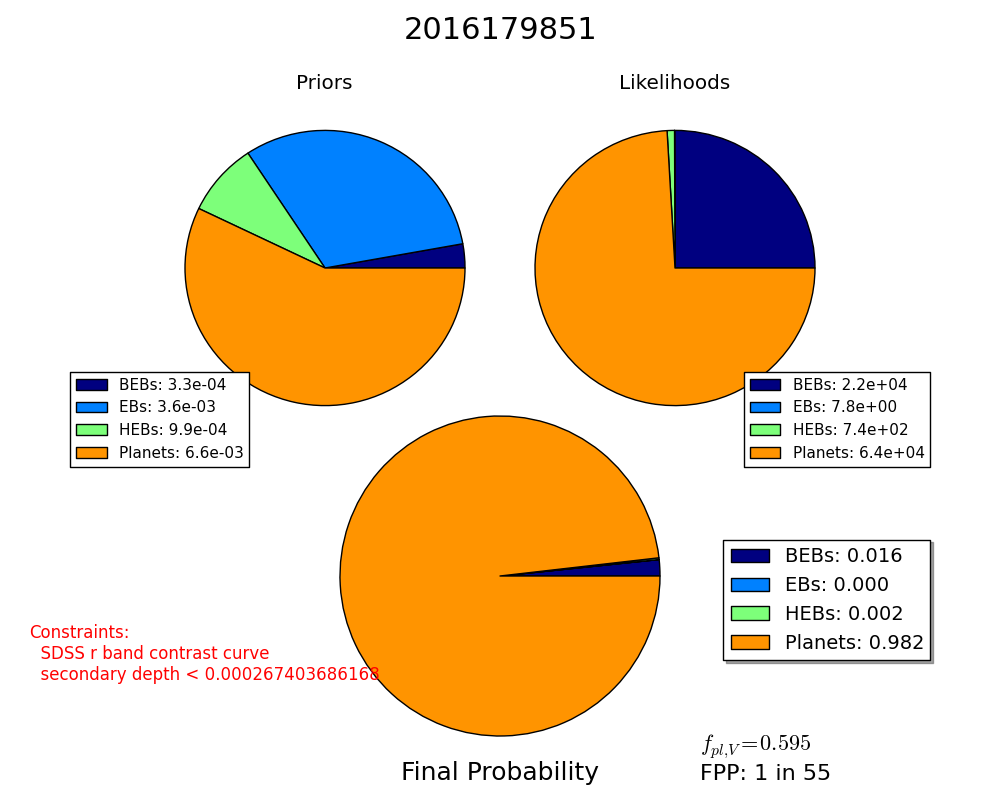 2016179851
Priors
Likelihoods
BEBs: 3.3e-04
EBs: 3.6e-03
HEBs: 9.9e-04
Planets: 6.6e-03
BEBs: 2.2e+04
EBs: 7.8e+00
HEBs: 7.4e+02
Planets: 6.4e+04
BEBs: 0.016
EBs: 0.000
HEBs: 0.002
Planets: 0.982
Constraints:
SDSS r band contrast curve
secondary depth < 0.000267403686168
f_{pl,V}=0.595
Final Probability
FPP: 1 in 55